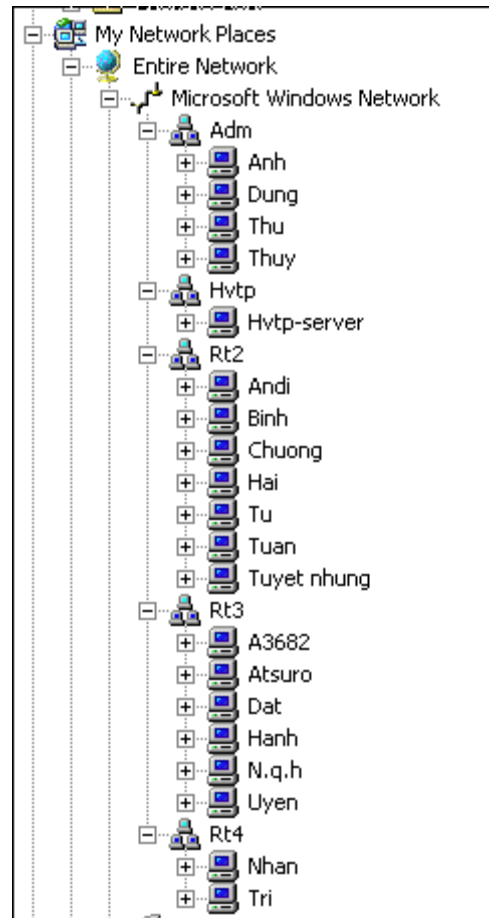 My Network Places
Entire Network
Microsoft Windows Network
Adm
Anh
Dung
Thu
Thuy
Hvtp
Hvtp-server
Rt2
Andi
Binh
Chuong
Hai
Tu
Tuan
Tuyet nhung
Rt3
A3682
Atsuro
Dat
Hanh
N.q.h
Uyen
Rt4
Nhan
Tri